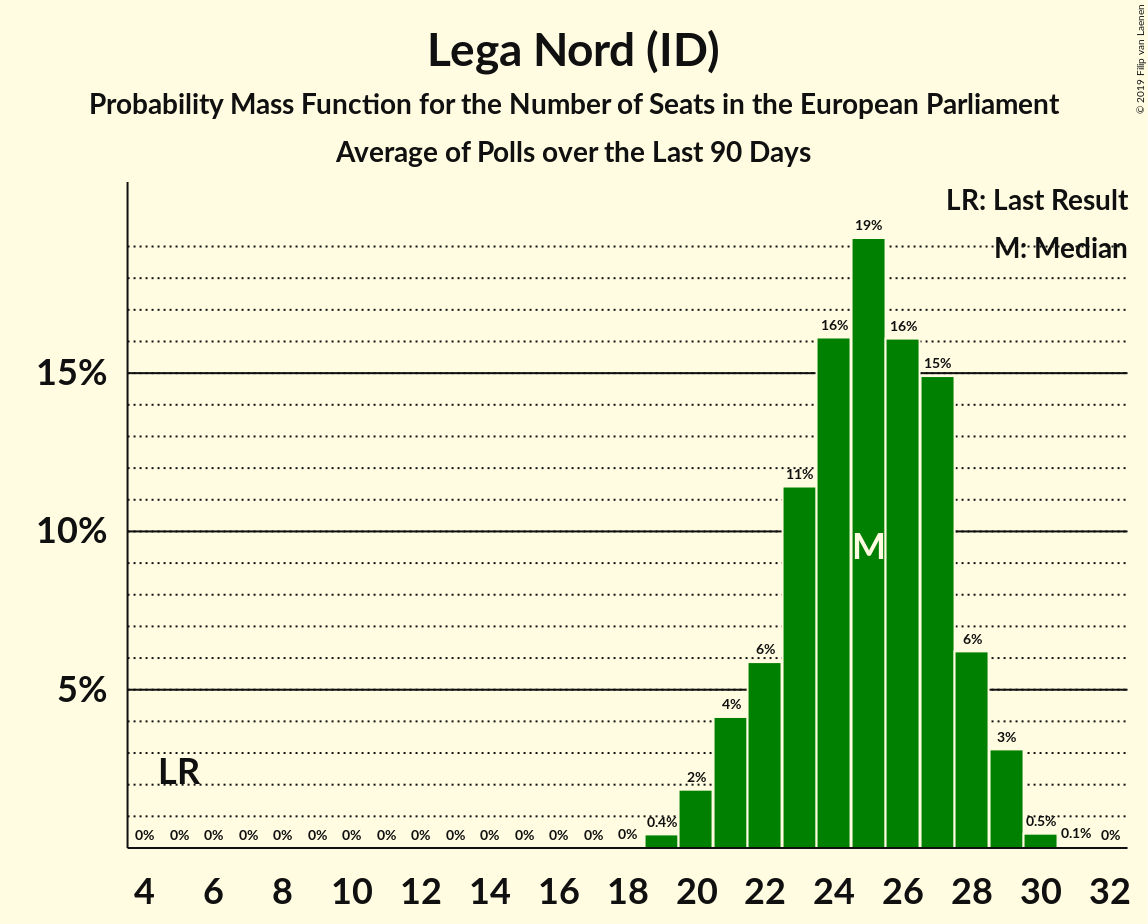 Lega Nord (ID)
Probability Mass Function for the Number of Seats in the European Parliament
Average of Polls over the Last 90 Days
© 2019 Filip van Laenen
LR: Last Result
M: Median
19%
16% 16%
15% 15%
11%
10%
M
6% 6%
5%
4%
3%
LR 2%
0% 0% 0% 0% 0% 0% 0% 0% 0% 0% 0% 0% 0% 0% 0% 0.4% 0.5% 0.1% 0%
4 6 8 10 12 14 16 18 20 22 24 26 28 30 32